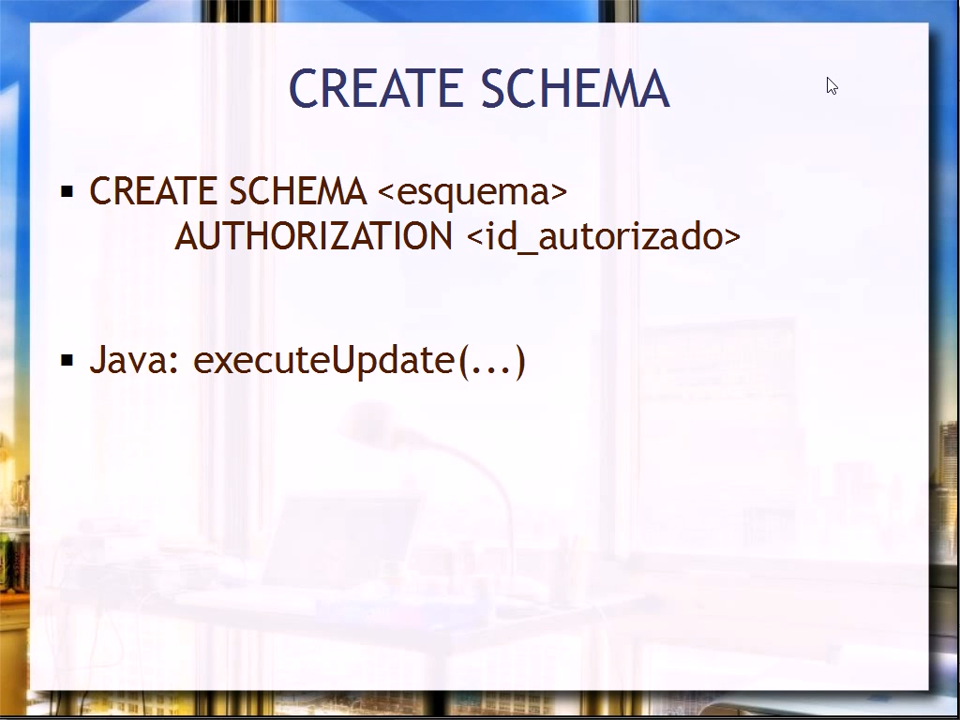 CREATE SCHEMA
▪ CREATE SCHEMA <esquema>
AUTHORIZATION <id_autorizado>
▪ Java: executeUpdate(...)